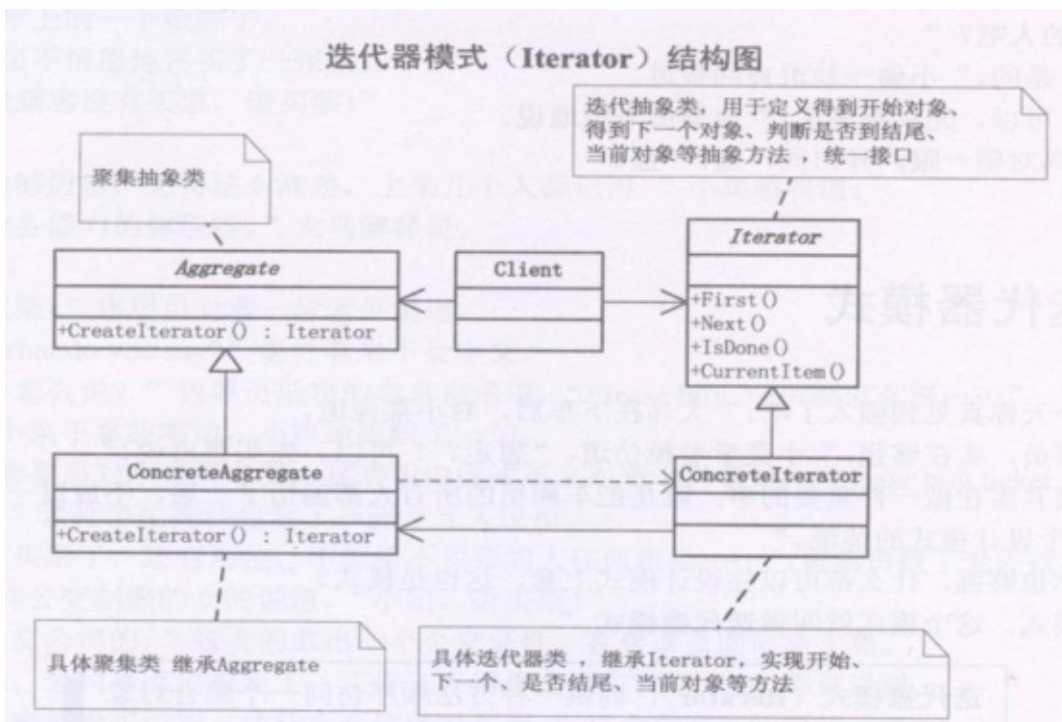 迭代器模式（Iterator）结构图
迭代抽象类，用于定义得到开始对象、
得到下一个对象、判断是否到结尾、
当前对象等抽象方法，统一接口
聚集抽象类
Aggregate
+CreateIterator() : Iterator
Client
Iterator
+First()
+Next()
+IsDone()
+CurrentItem()
ConcreteAggregate
+CreateIterator() : Iterator
ConcreteIterator
具体聚集类 继承Aggregate
具体迭代器类，继承Iterator，实现开始、
下一个、是否结尾、当前对象等方法